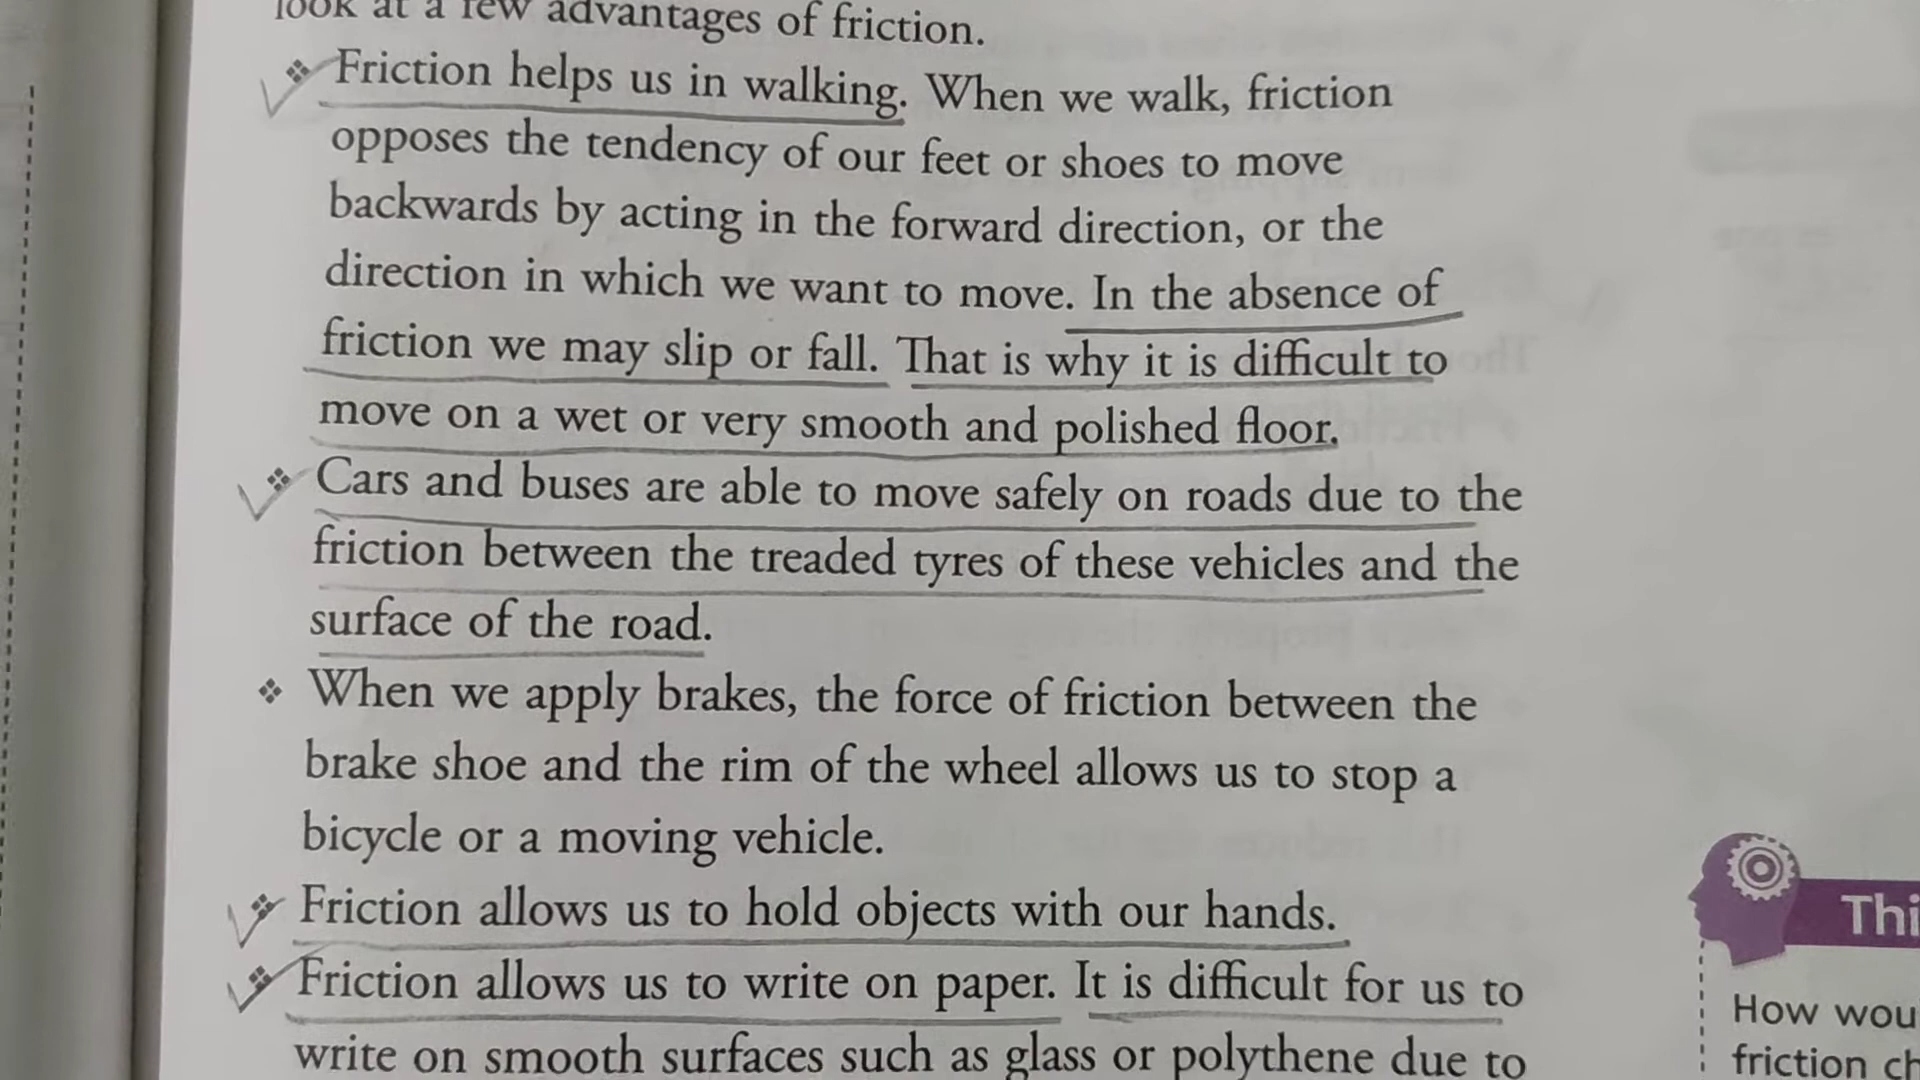 look at a few advantages of friction.
❖ Friction helps us in walking. When we walk, friction
opposes the tendency of our feet or shoes to move
backwards by acting in the forward direction, or the
direction in which we want to move. In the absence of
friction we may slip or fall. That is why it is difficult to
move on a wet or very smooth and polished floor.
❖ Cars and buses are able to move safely on roads due to the
friction between the treaded tyres of these vehicles and the
surface of the road.
❖ When we apply brakes, the force of friction between the
brake shoe and the rim of the wheel allows us to stop a
bicycle or a moving vehicle.
❖ Friction allows us to hold objects with our hands.
❖ Friction allows us to write on paper. It is difficult for us to
write on smooth surfaces such as glass or polythene due to
Thi
How wou
friction ch